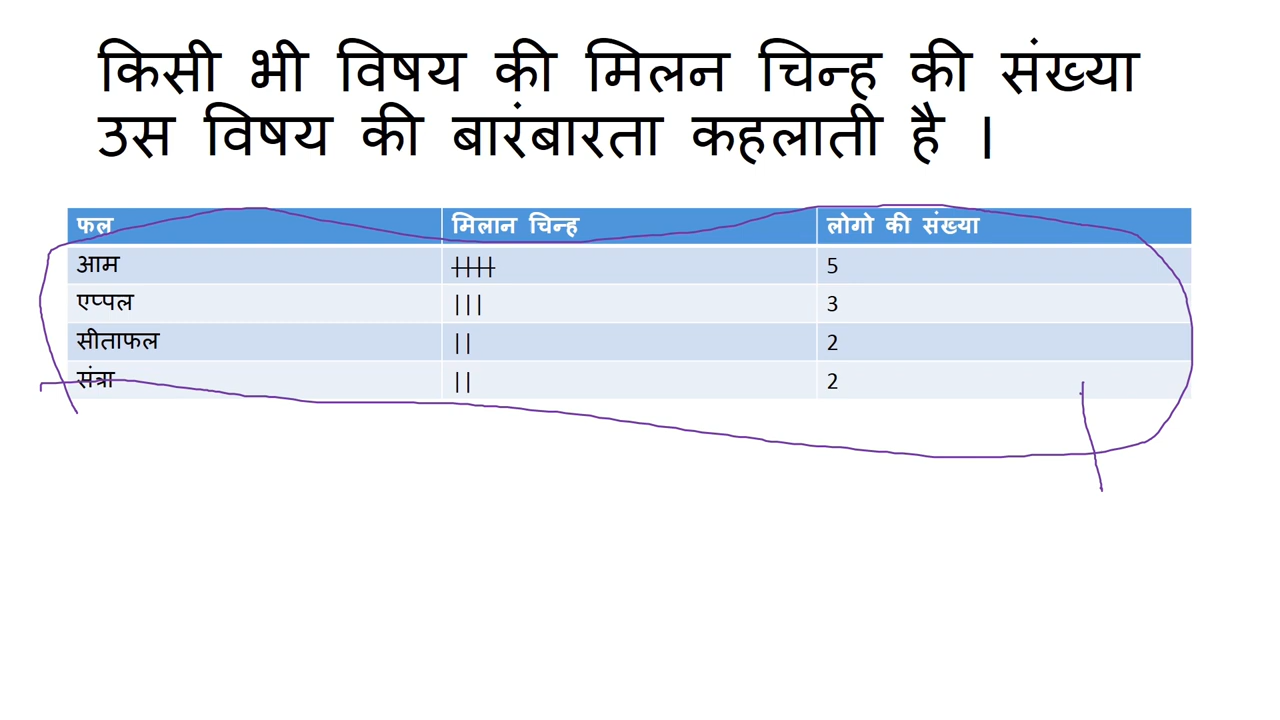 किसी भी विषय की मिलन चिन्ह की संख्या
उस विषय की बारंबारता कहलाती है ।
फल मिलान चिन्ह लोगो की संख्या
आम ++++ 5
एप्पल ||| 3
सीताफल || 2
संत्रा || 2